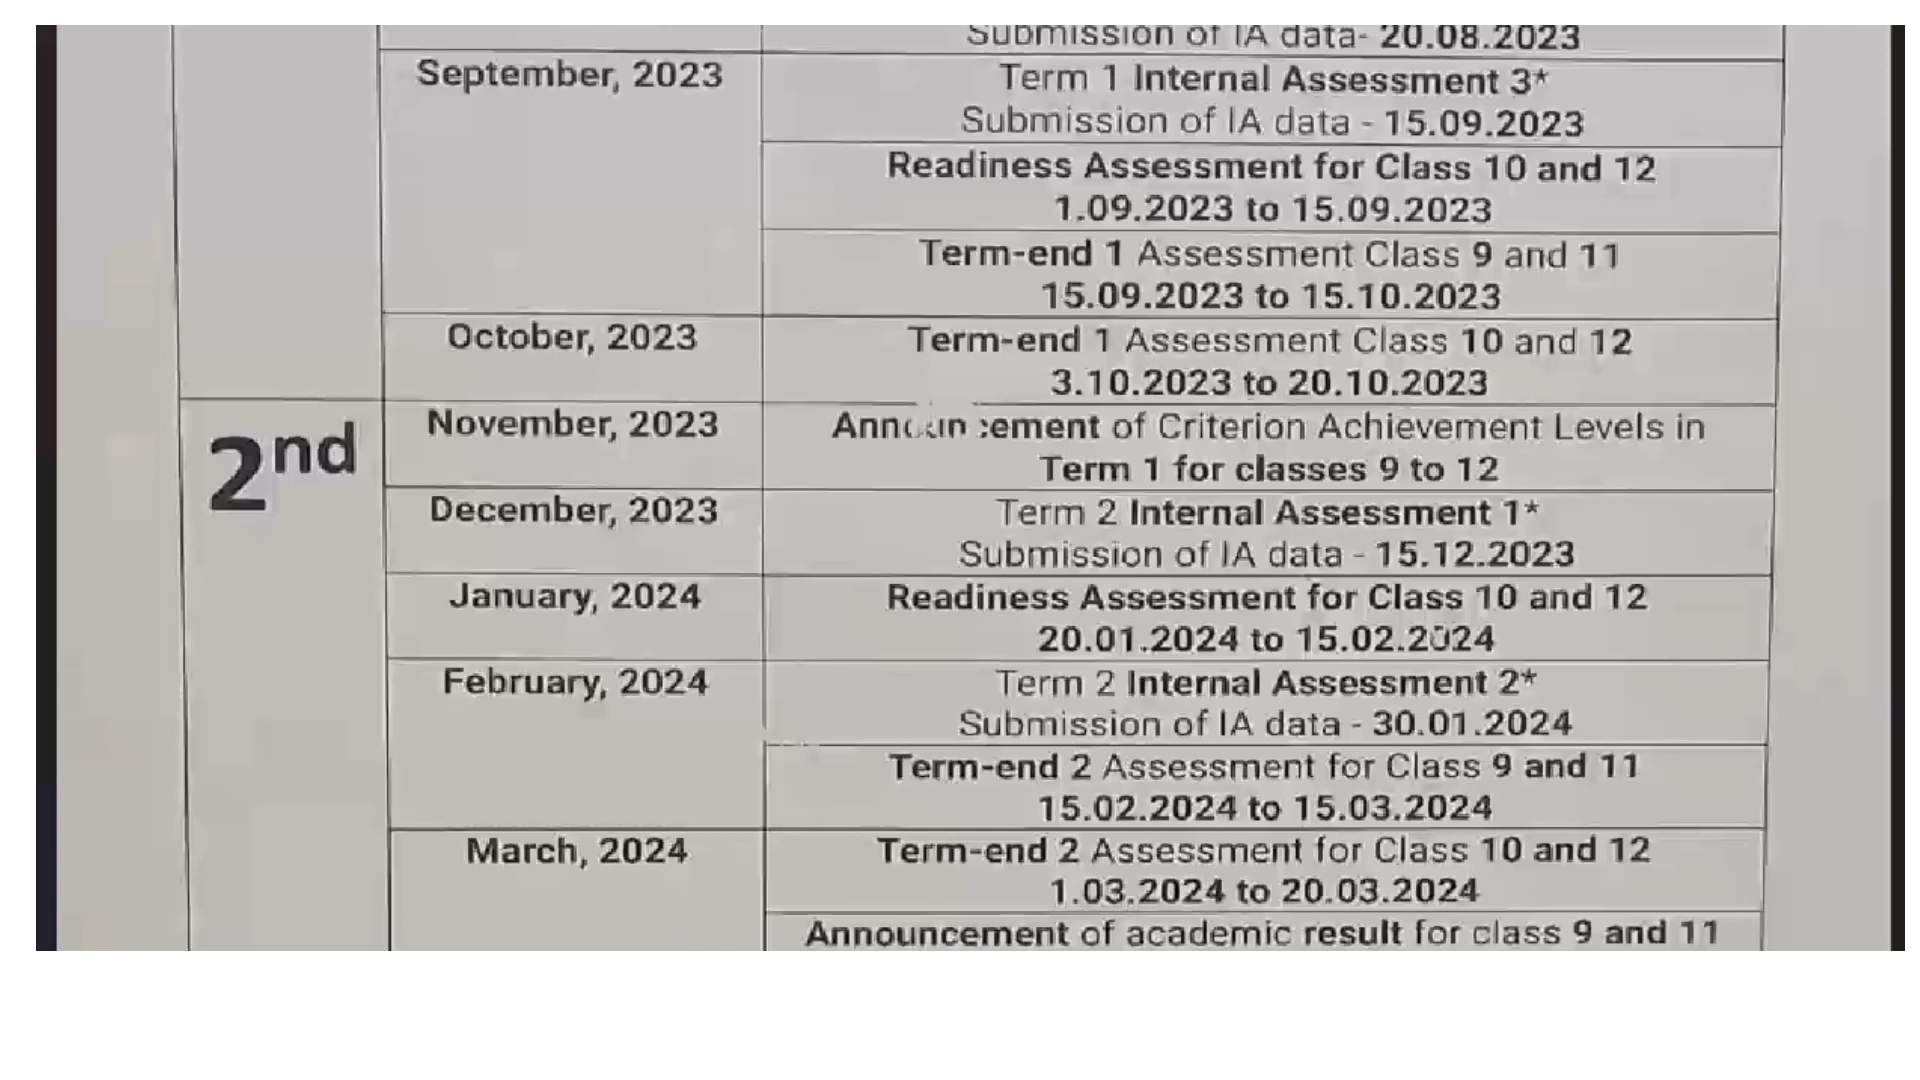 Submission of IA data- 20.08.2023
September, 2023
Term 1 Internal Assessment 3*
Submission of IA data - 15.09.2023
Readiness Assessment for Class 10 and 12
1.09.2023 to 15.09.2023
Term-end 1 Assessment Class 9 and 11
15.09.2023 to 15.10.2023
October, 2023
Term-end 1 Assessment Class 10 and 12
3.10.2023 to 20.10.2023
2nd
November, 2023
Announcement of Criterion Achievement Levels in
Term 1 for classes 9 to 12
December, 2023
Term 2 Internal Assessment 1*
Submission of IA data - 15.12.2023
January, 2024
Readiness Assessment for Class 10 and 12
20.01.2024 to 15.02.2024
February, 2024
Term 2 Internal Assessment 2*
Submission of IA data - 30.01.2024
Term-end 2 Assessment for Class 9 and 11
15.02.2024 to 15.03.2024
March, 2024
Term-end 2 Assessment for Class 10 and 12
1.03.2024 to 20.03.2024
Announcement of academic result for class 9 and 11